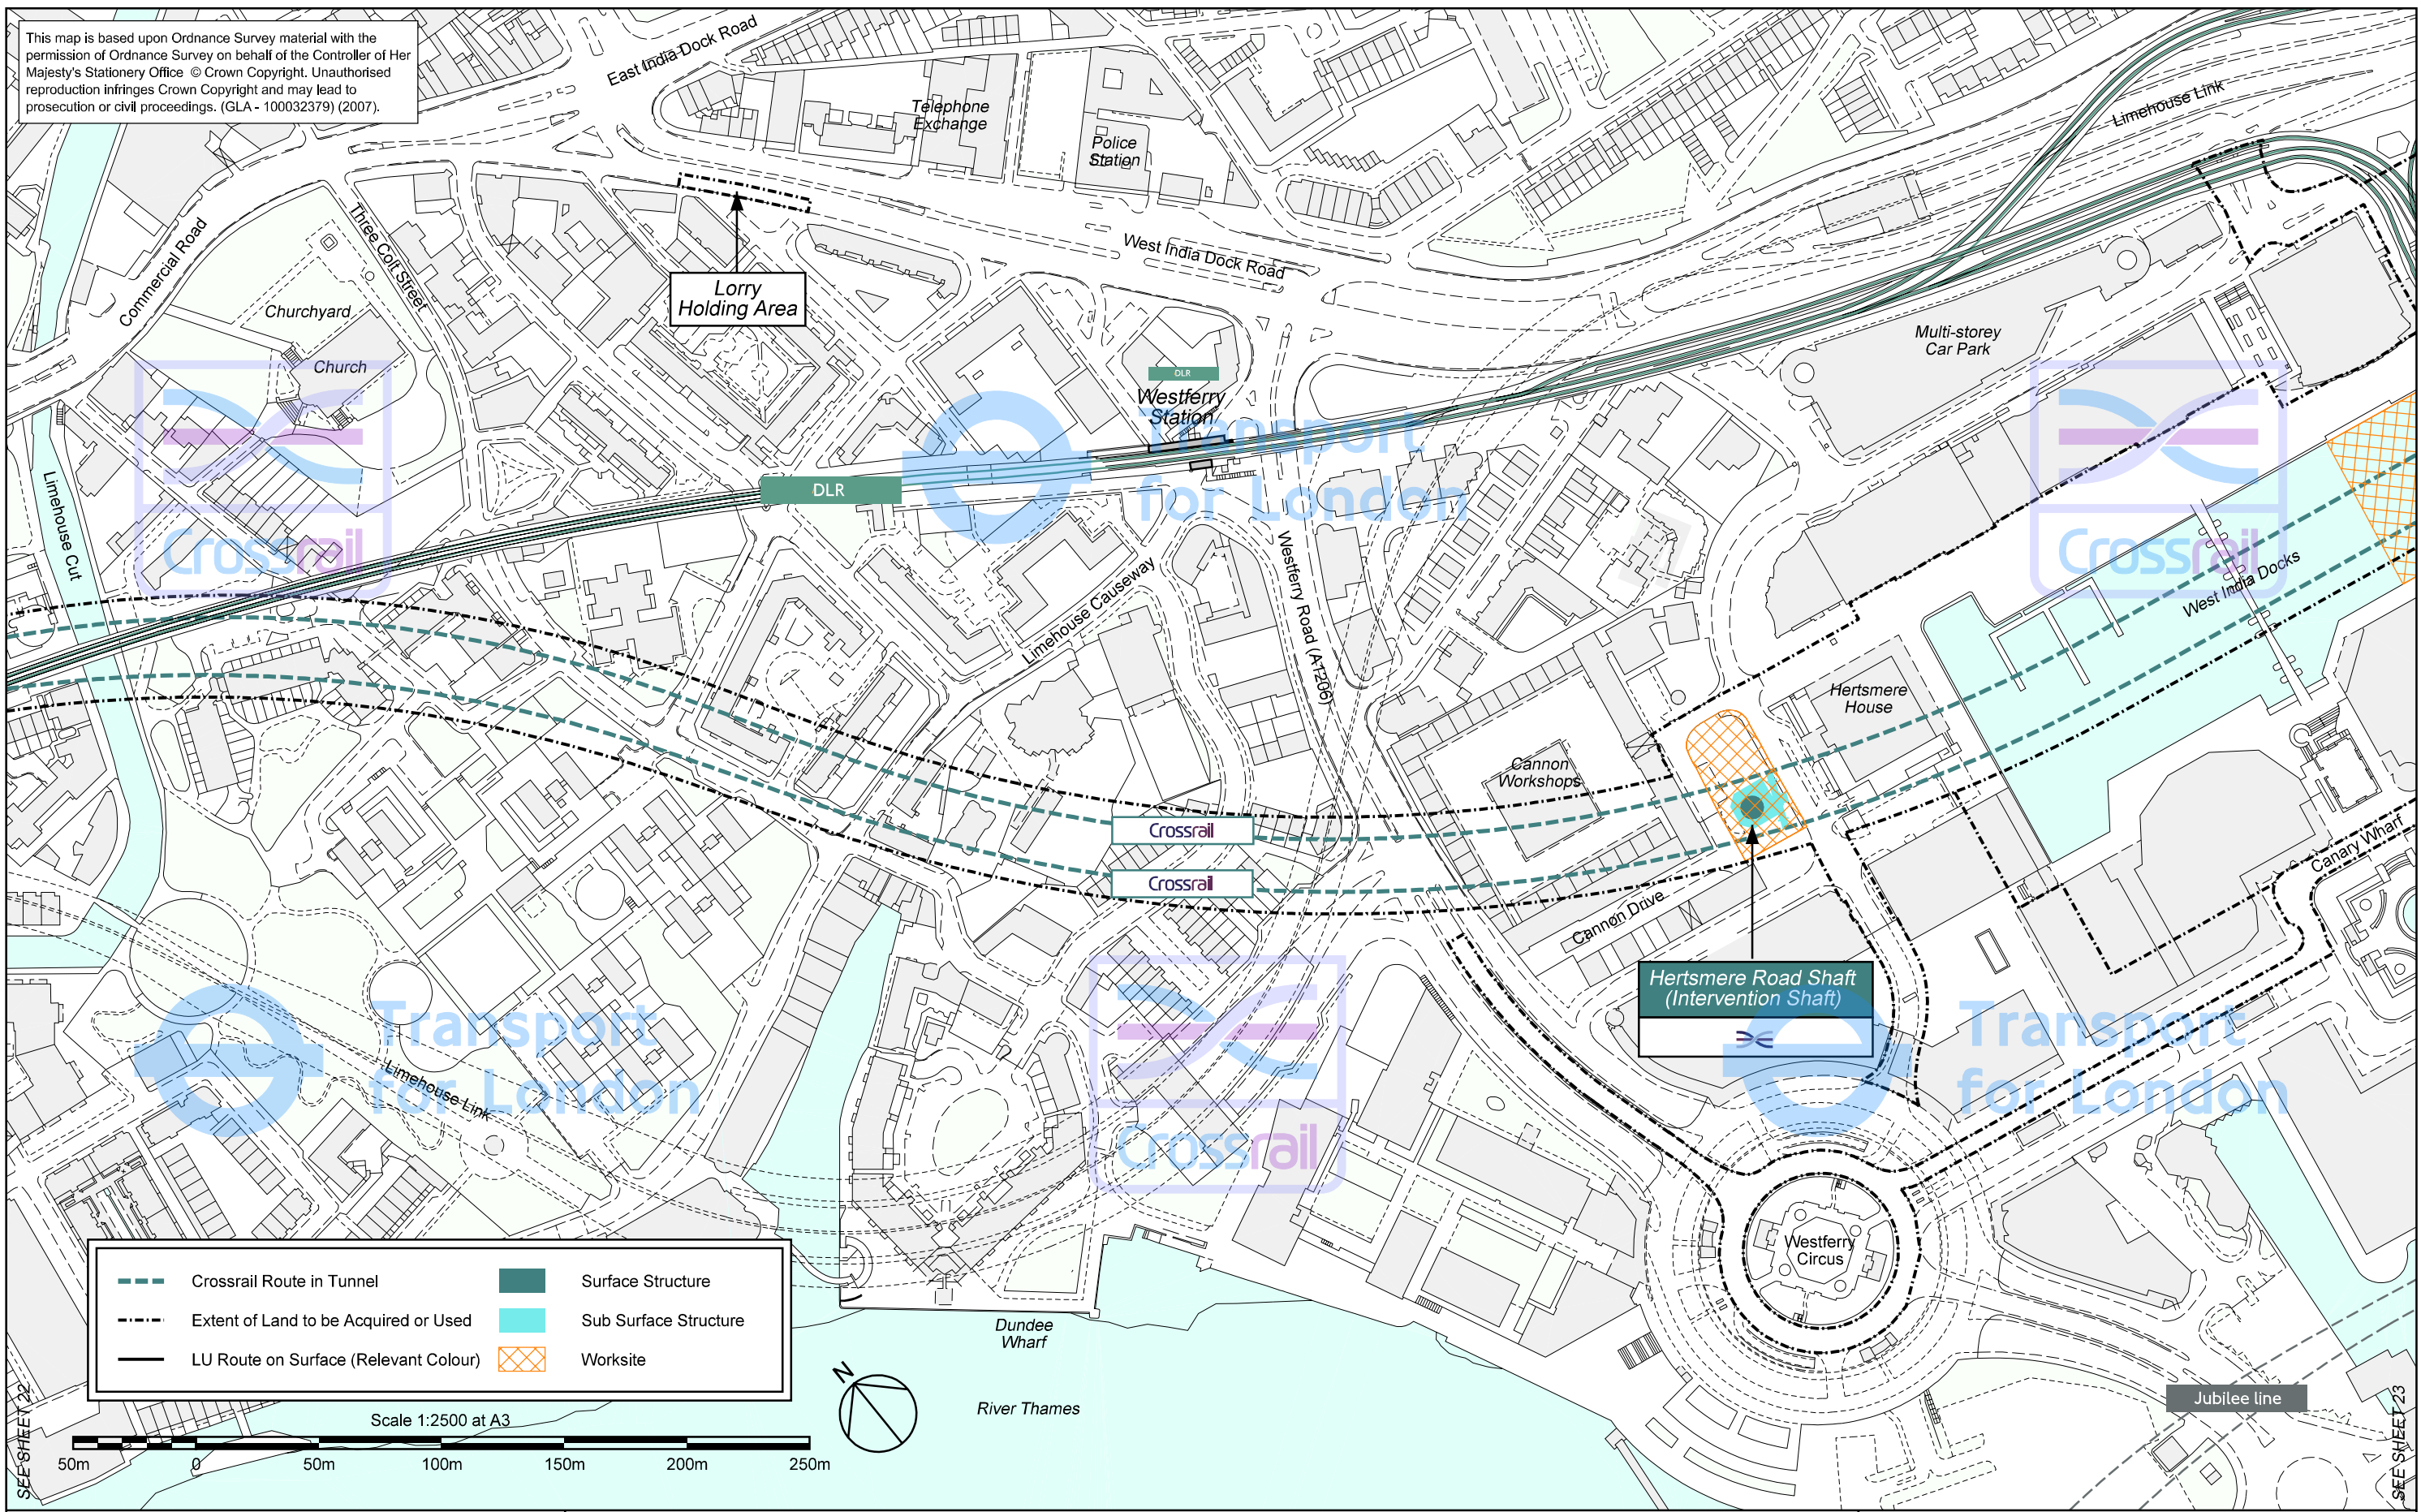 This map is based upon Ordnance Survey material with the
permission of Ordnance Survey on behalf of the Controller of Her
Majesty's Stationery Office © Crown Copyright. Unauthorised
reproduction infringes Crown Copyright and may lead to
prosecution or civil proceedings. (GLA - 100032379) (2007).
East India Dock Road
Telephone
Exchange
Police
Station
Limehouse Link
Commercial Road
Three Colt Street
Churchyard
Church
Lorry
Holding Area
West India Dock Road
Multi-storey
Car Park
DLR
Westferry
Station
DLR
Transport
for London
Crossrail
Crossrail
Limehouse Cut
Limehouse Causeway
Westferry Road (A1206)
West India Docks
Hertsmere
House
Cannon
Workshops
Crossrail
Crossrail
Canary Wharf
Cannon Drive
Hertsmere Road Shaft
(Intervention Shaft)
Transport
for London
Limehouse Link
Crossrail
Transport
for London
Westferry
Circus
Crossrail Route in Tunnel
Surface Structure
Extent of Land to be Acquired or Used
Sub Surface Structure
LU Route on Surface (Relevant Colour)
Worksite
Dundee
Wharf
River Thames
N
Jubilee line
Scale 1:2500 at A3
50m
0
50m
100m
150m
200m
250m
SEE SHEET 22
SEE SHEET 23